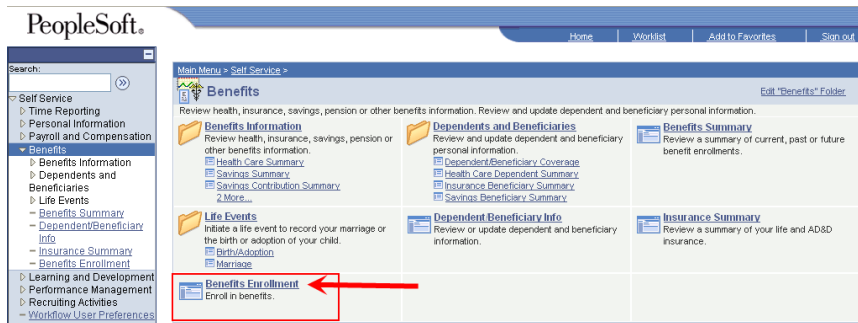 PeopleSoft®
Home Worklist Add to Favorites Sign out
Search:
Self Service
Time Reporting
Personal Information
Payroll and Compensation
Benefits
Benefits Information
Dependents and
Beneficiaries
Life Events
Benefits Summary
Dependent/Beneficiary
Info
Insurance Summary
Benefits Enrollment
Learning and Development
Performance Management
Recruiting Activities
Workflow User Preferences
Main Menu > Self Service >
Benefits
Edit "Benefits" Folder
Review health, insurance, savings, pension or other benefits information. Review and update dependent and beneficiary personal information.
Benefits Information
Review health, insurance, savings, pension or
other benefits information.
Health Care Summary
Savings Summary
Savings Contribution Summary
2 More...
Dependents and Beneficiaries
Review and update dependent and beneficiary
personal information.
Dependent/Beneficiary Coverage
Health Care Dependent Summary
Insurance Beneficiary Summary
Savings Beneficiary Summary
Benefits Summary
Review a summary of current, past or future
benefit enrollments.
Life Events
Initiate a life event to record your marriage or
the birth or adoption of your child.
Birth/Adoption
Marriage
Dependent/Beneficiary Info
Review or update dependent and beneficiary
information.
Insurance Summary
Review a summary of your life and AD&D
insurance.
Benefits Enrollment
Enroll in benefits.